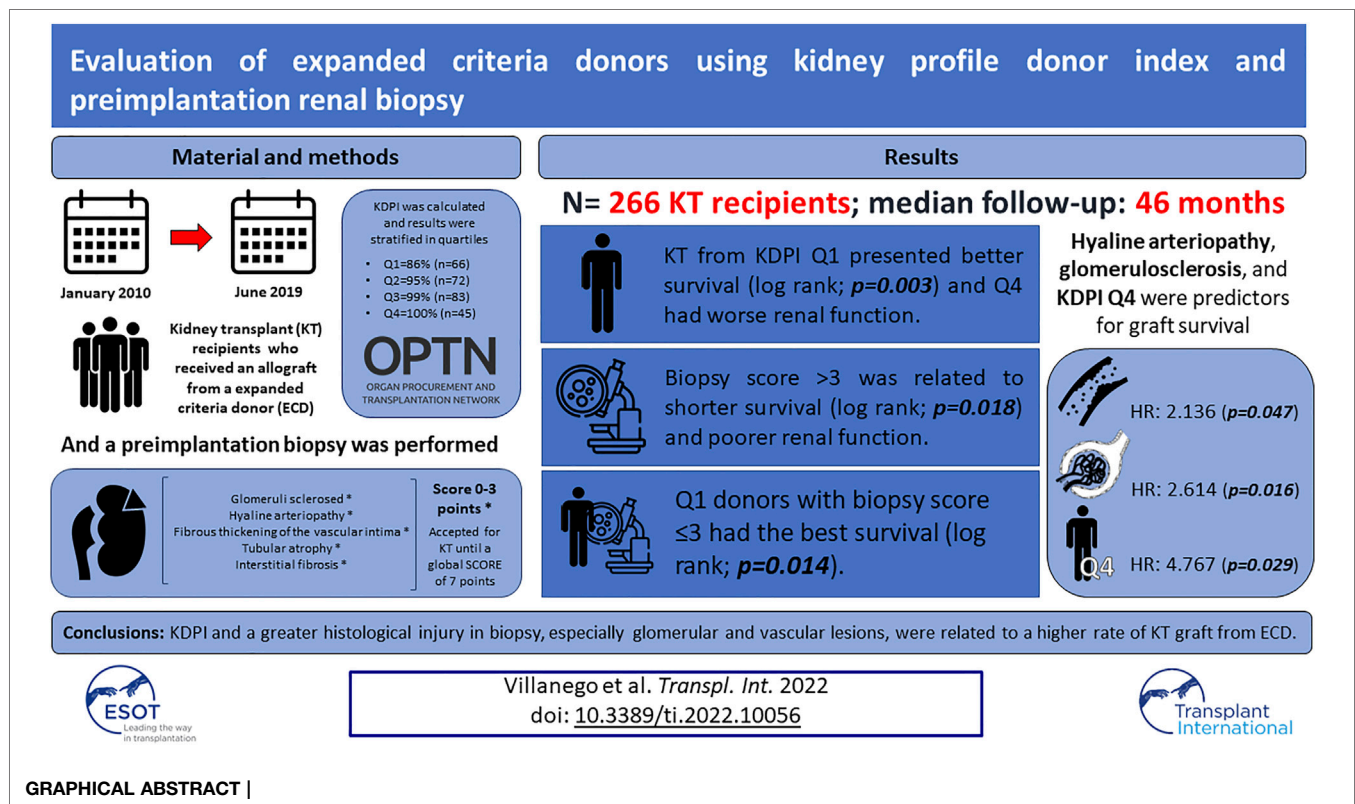 Evaluation of expanded criteria donors using kidney profile donor index and
preimplantation renal biopsy
Material and methods
January 2010
June 2019
KDPI was calculated
and results were
stratified in quartiles
• Q1=86% (n=66)
• Q2=95% (n=72)
• Q3=99% (n=83)
• Q4=100% (n=45)
OPTN
ORGAN PROCUREMENT AND
TRANSPLANTATION NETWORK
Kidney transplant (KT)
recipients who
received an allograft
from a expanded
criteria donor (ECD)
And a preimplantation biopsy was performed
Glomeruli sclerosed *
Hyaline arteriopathy *
Fibrous thickening of the vascular intima *
Tubular atrophy *
Interstitial fibrosis *
Score 0-3
points *
Accepted for
KT until a
global SCORE
of 7 points
Results
N= 266 KT recipients; median follow-up: 46 months
KT from KDPI Q1 presented better
survival (log rank; p=0.003) and Q4
had worse renal function.
Biopsy score >3 was related to
shorter survival (log rank; p=0.018)
and poorer renal function.
Q1 donors with biopsy score
≤3 had the best survival (log
rank; p=0.014).
Hyaline arteriopathy,
glomerulosclerosis, and
KDPI Q4 were predictors
for graft survival
HR: 2.136 (p=0.047)
HR: 2.614 (p=0.016)
Q4
HR: 4.767 (p=0.029)
Conclusions: KDPI and a greater histological injury in biopsy, especially glomerular and vascular lesions, were related to a higher rate of KT graft from ECD.
ESOT
Leading the way
in transplantation
Villanego et al. Transpl. Int. 2022
doi: 10.3389/ti.2022.10056
Transplant
International
GRAPHICAL ABSTRACT |